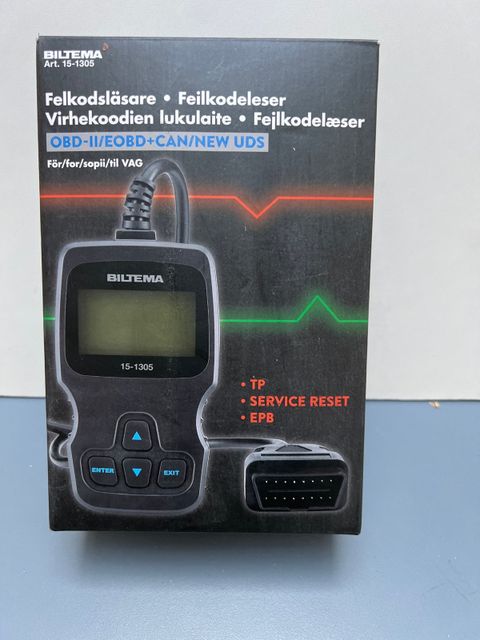 BILTEMA
Art. 15-1305
Felkodsläsare • Feilkodeleser
Virhekoodien lukulaite • Fejlkodelæser
OBD-II/EOBD+CAN/NEW UDS
För/for/sopii/til VAG
BILTEMA
15-1305
• TP
• SERVICE RESET
• EPB
ENTER
EXIT